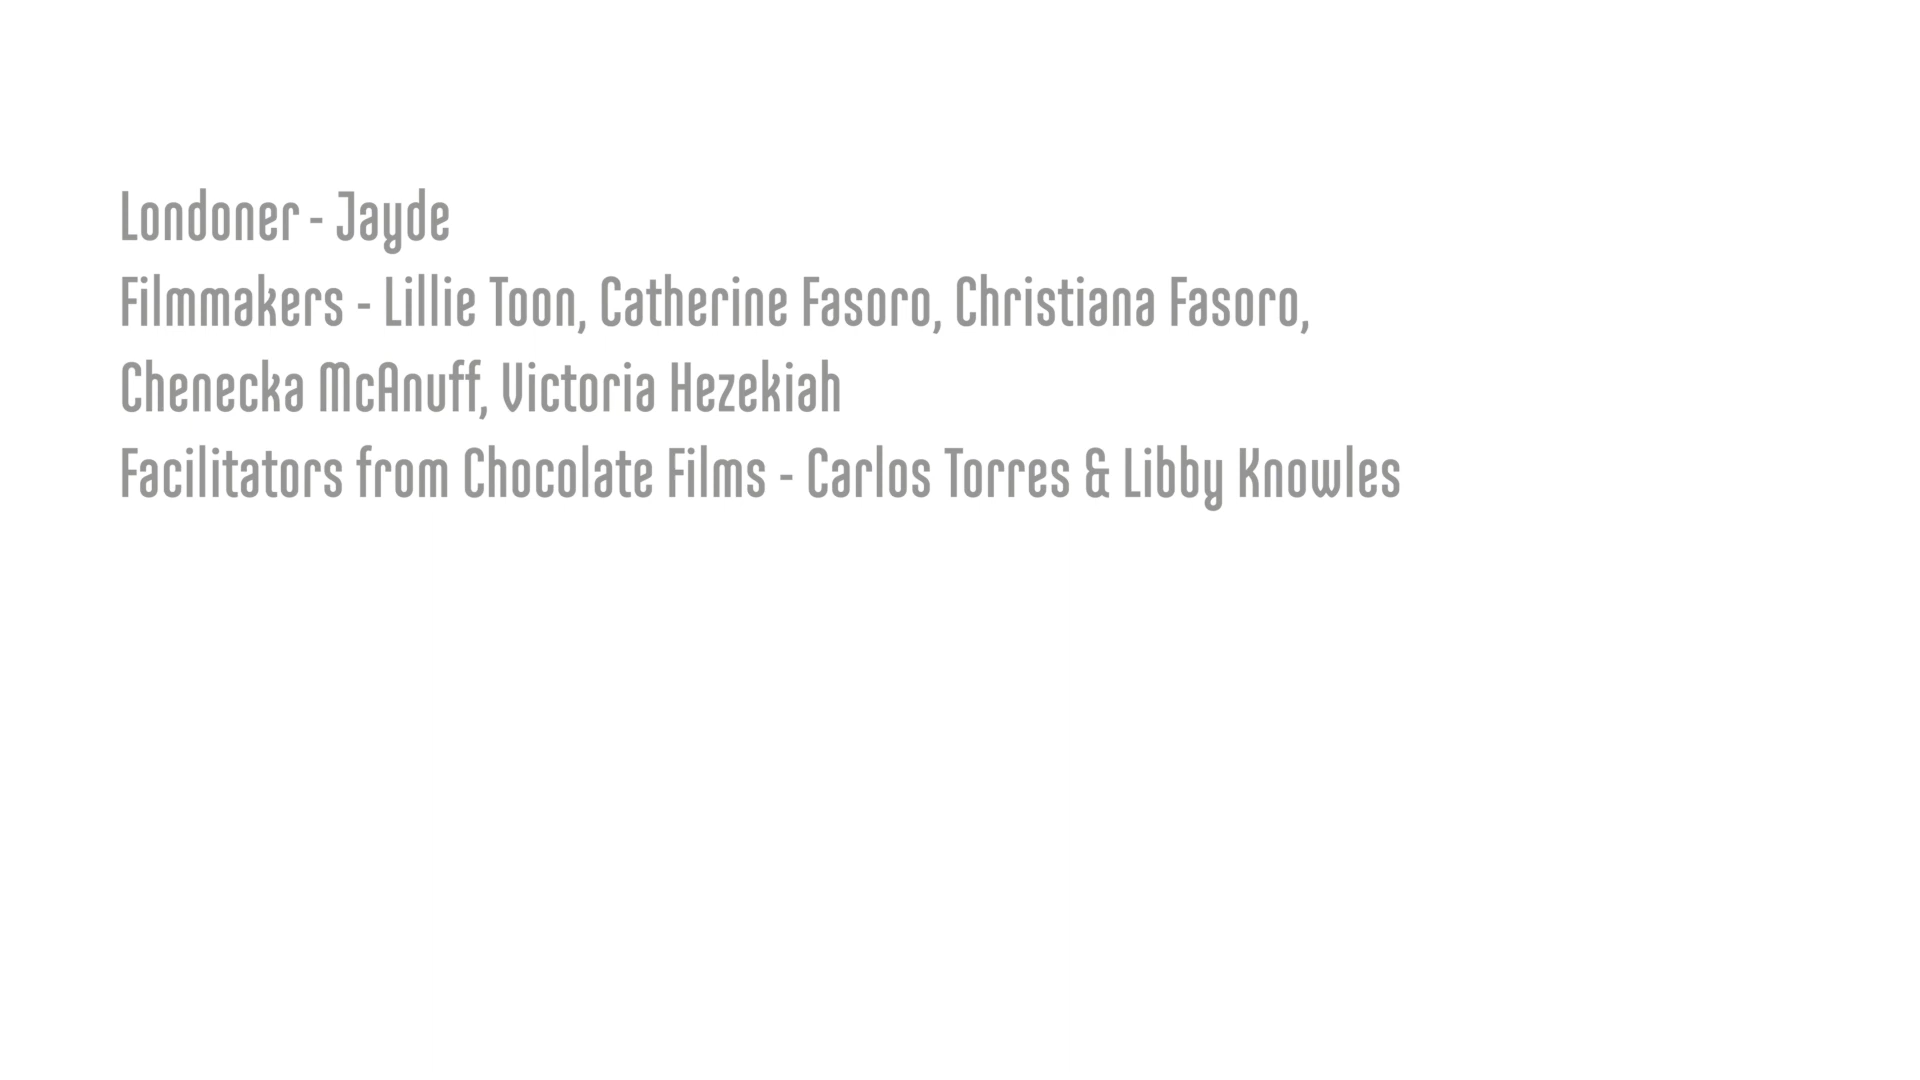 Londoner - Jayde
Filmmakers - Lillie Toon, Catherine Fasoro, Christiana Fasoro,
Chenecka McAnuff, Victoria Hezekiah
Facilitators from Chocolate Films - Carlos Torres & Libby Knowles